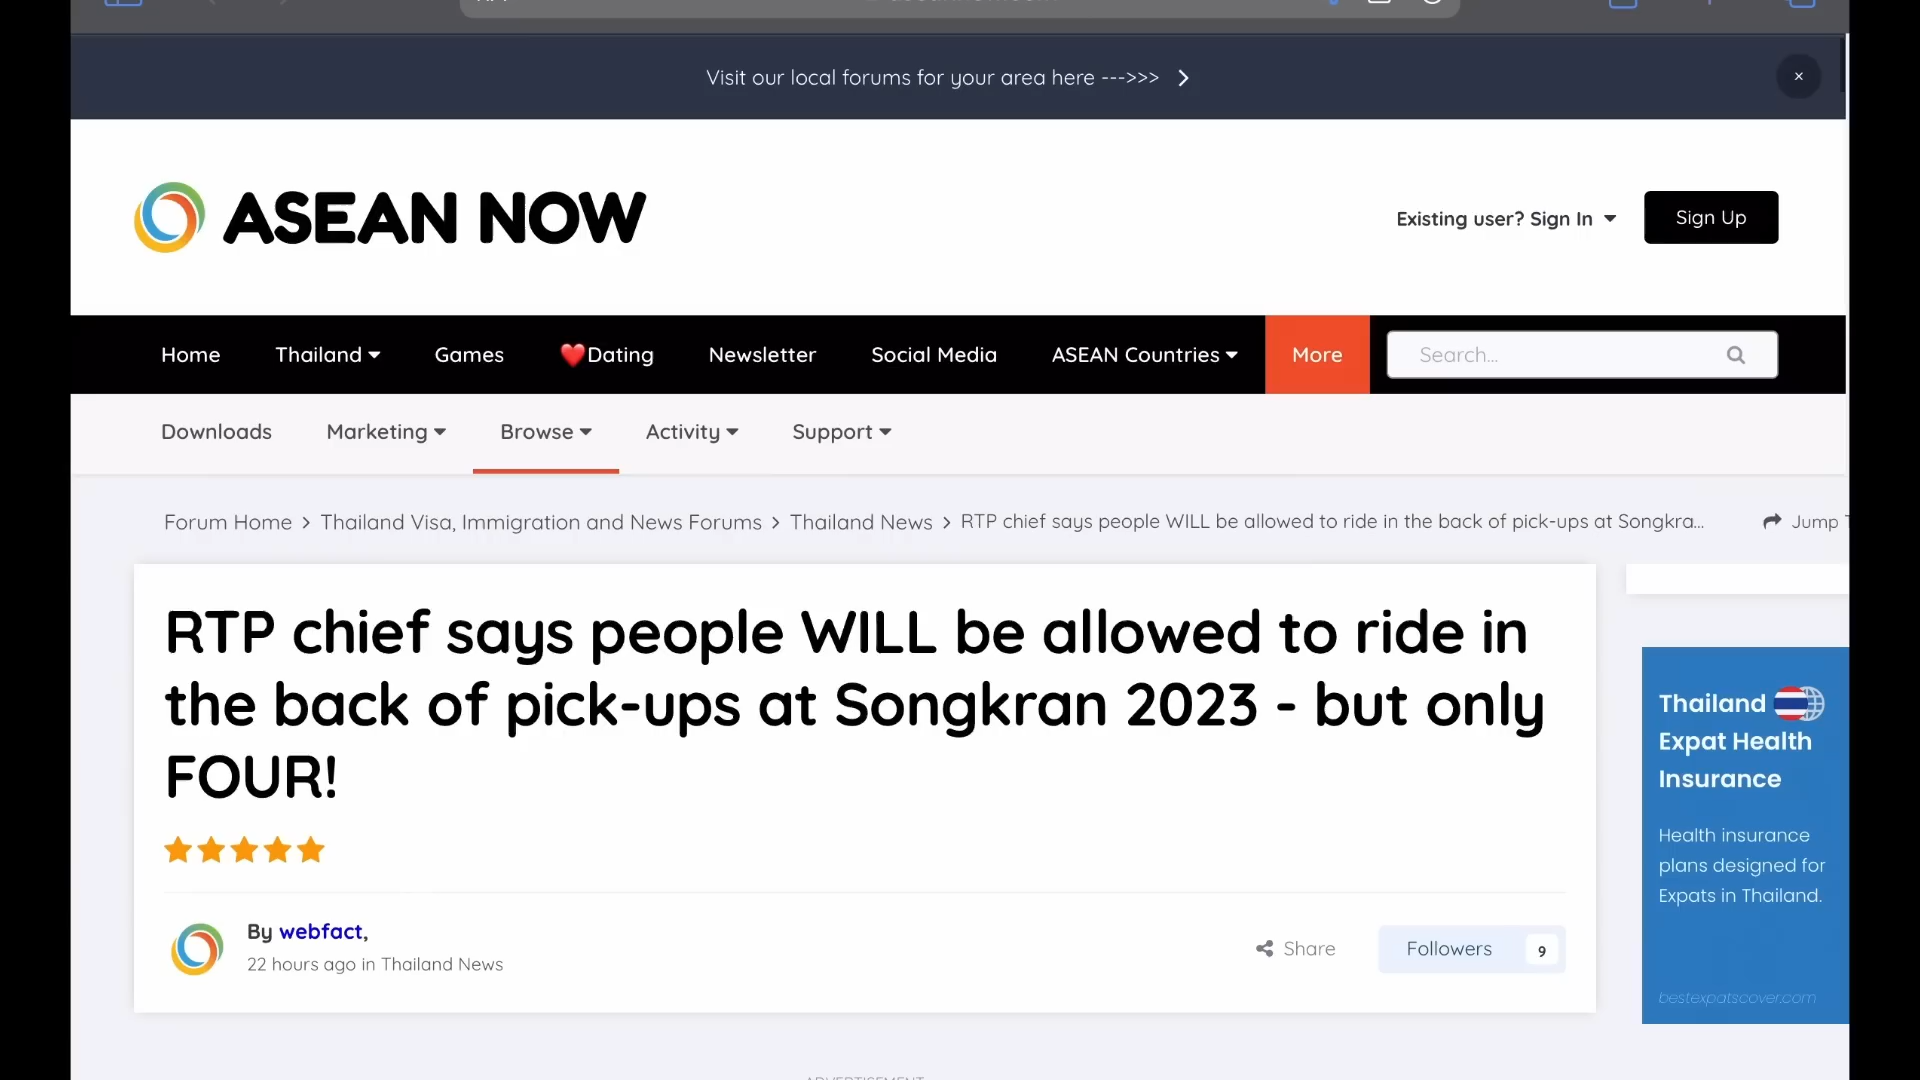 Visit our local forums for your area here --->>>
×
ASEAN NOW
Existing user? Sign In
Sign Up
Home
Thailand
Games
❤️Dating
Newsletter
Social Media
ASEAN Countries
More
Search...
Downloads
Marketing
Browse
Activity
Support
Forum Home > Thailand Visa, Immigration and News Forums > Thailand News > RTP chief says people WILL be allowed to ride in the back of pick-ups at Songkra...
Jump
RTP chief says people WILL be allowed to ride in
the back of pick-ups at Songkran 2023 - but only
FOUR!
By webfact,
22 hours ago in Thailand News
Share
Followers 9
Thailand
Expat Health
Insurance
Health insurance
plans designed for
Expats in Thailand.
bestexpatscover.com